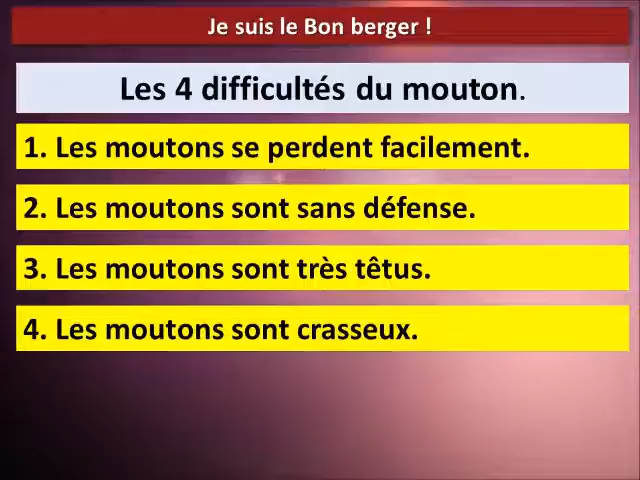 Je suis le Bon berger !
Les 4 difficultés du mouton.
1. Les moutons se perdent facilement.
2. Les moutons sont sans défense.
3. Les moutons sont très têtus.
4. Les moutons sont crasseux.